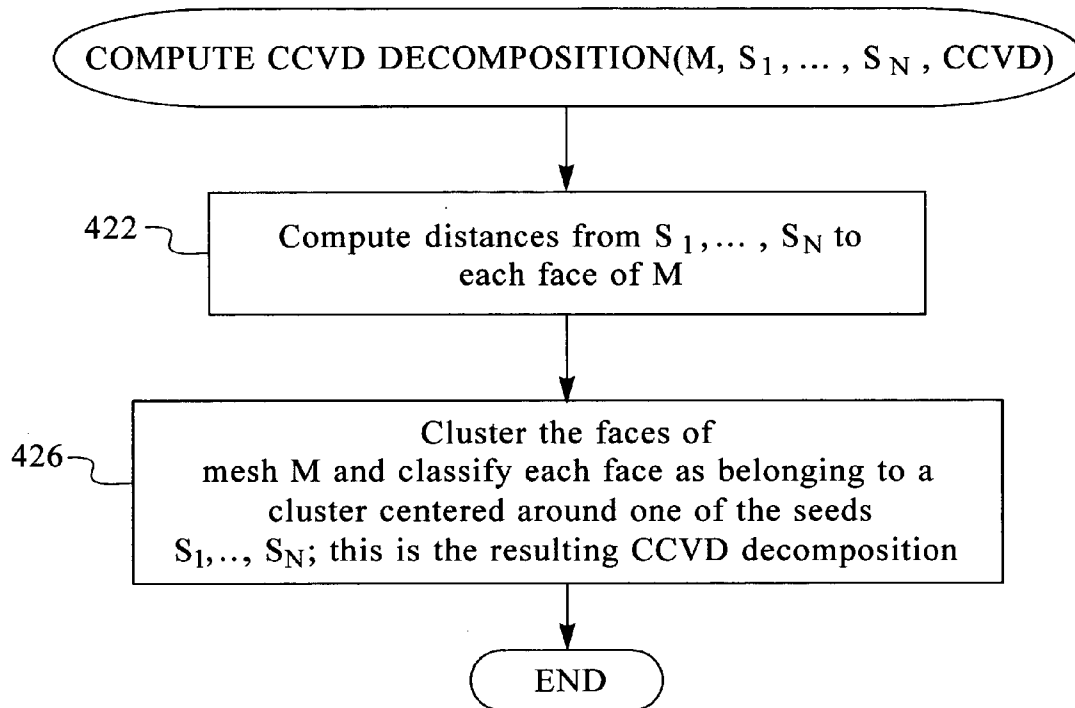 COMPUTE CCVD DECOMPOSITION(M, S1, ... , SN , CCVD)
422
Compute distances from S1,... , SN to
each face of M
426
Cluster the faces of
mesh M and classify each face as belonging to a
cluster centered around one of the seeds
S1,.., SN; this is the resulting CCVD decomposition
END